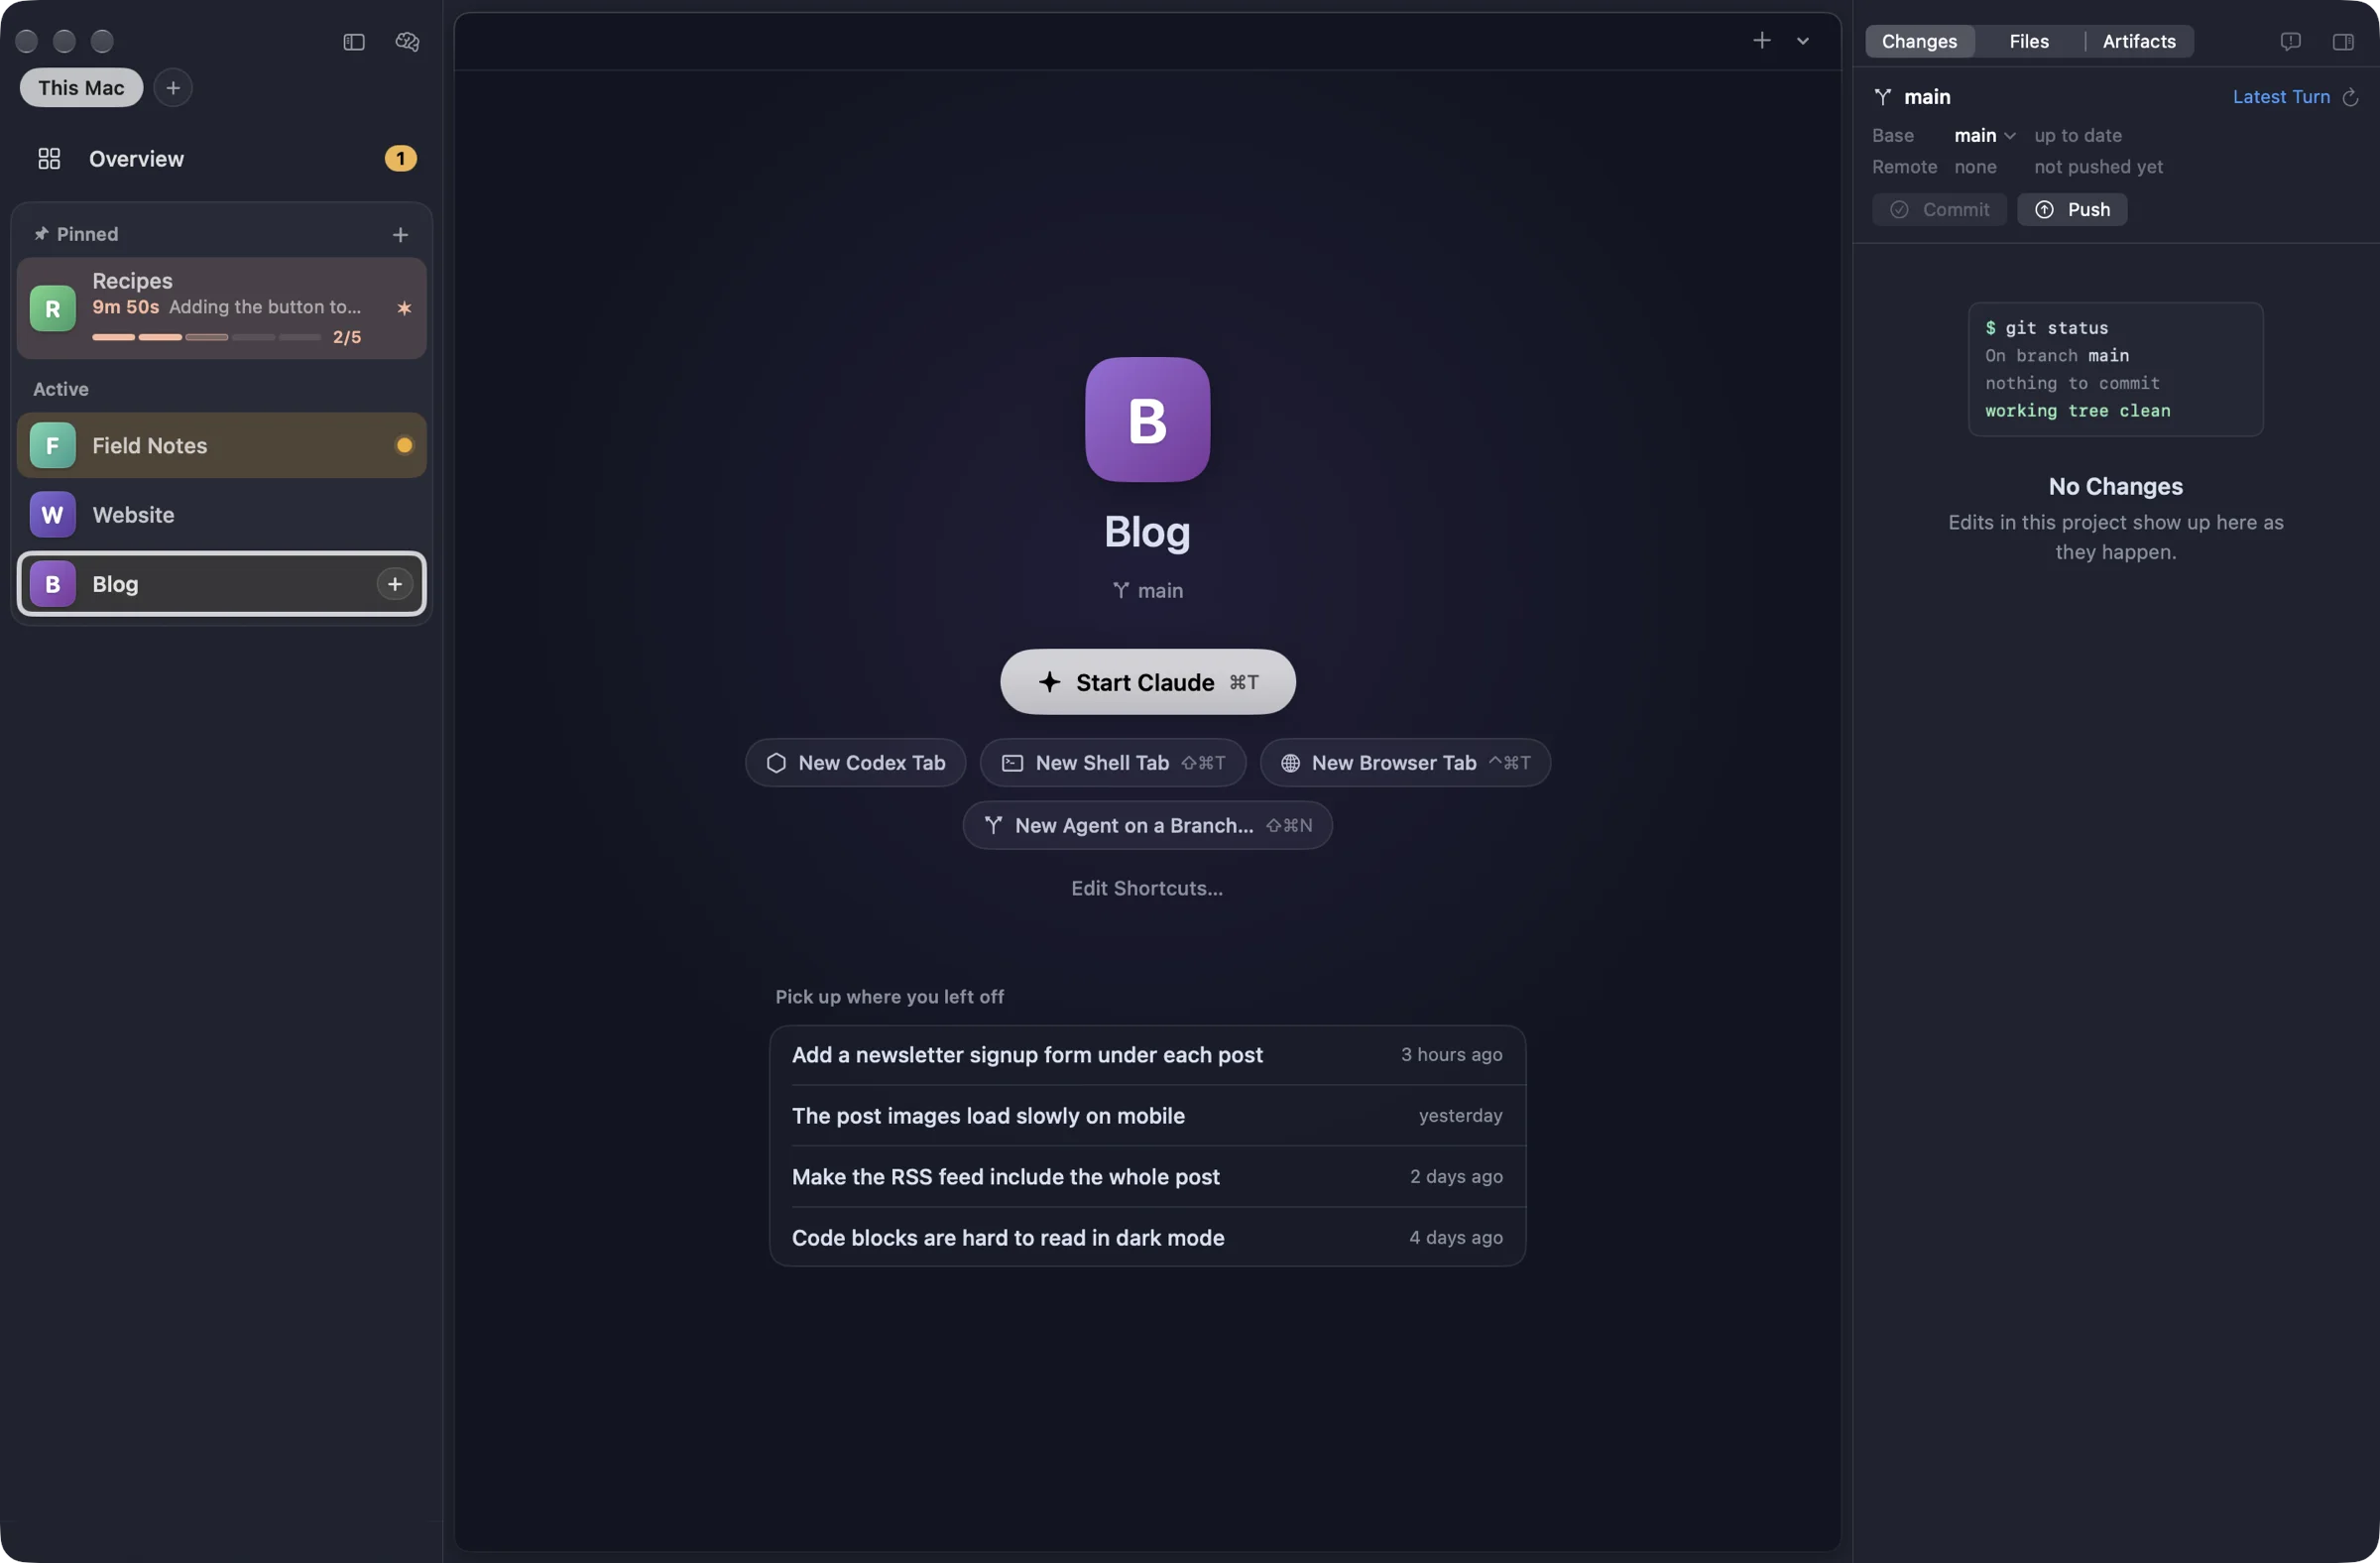 This Mac
Overview
1
Pinned
R
Recipes
9m 50s Adding the button to...
2/5
Active
F
Field Notes
W
Website
B
Blog
B
Blog
main
Start Claude ⌘T
New Codex Tab
New Shell Tab ⇧⌘T
New Browser Tab ^⌘T
New Agent on a Branch... ⇧⌘N
Edit Shortcuts...
Pick up where you left off
Add a newsletter signup form under each post 3 hours ago
The post images load slowly on mobile yesterday
Make the RSS feed include the whole post 2 days ago
Code blocks are hard to read in dark mode 4 days ago
Changes Files Artifacts
main Latest Turn
Base main up to date
Remote none not pushed yet
Commit Push
$ git status
On branch main
nothing to commit
working tree clean
No Changes
Edits in this project show up here as
they happen.